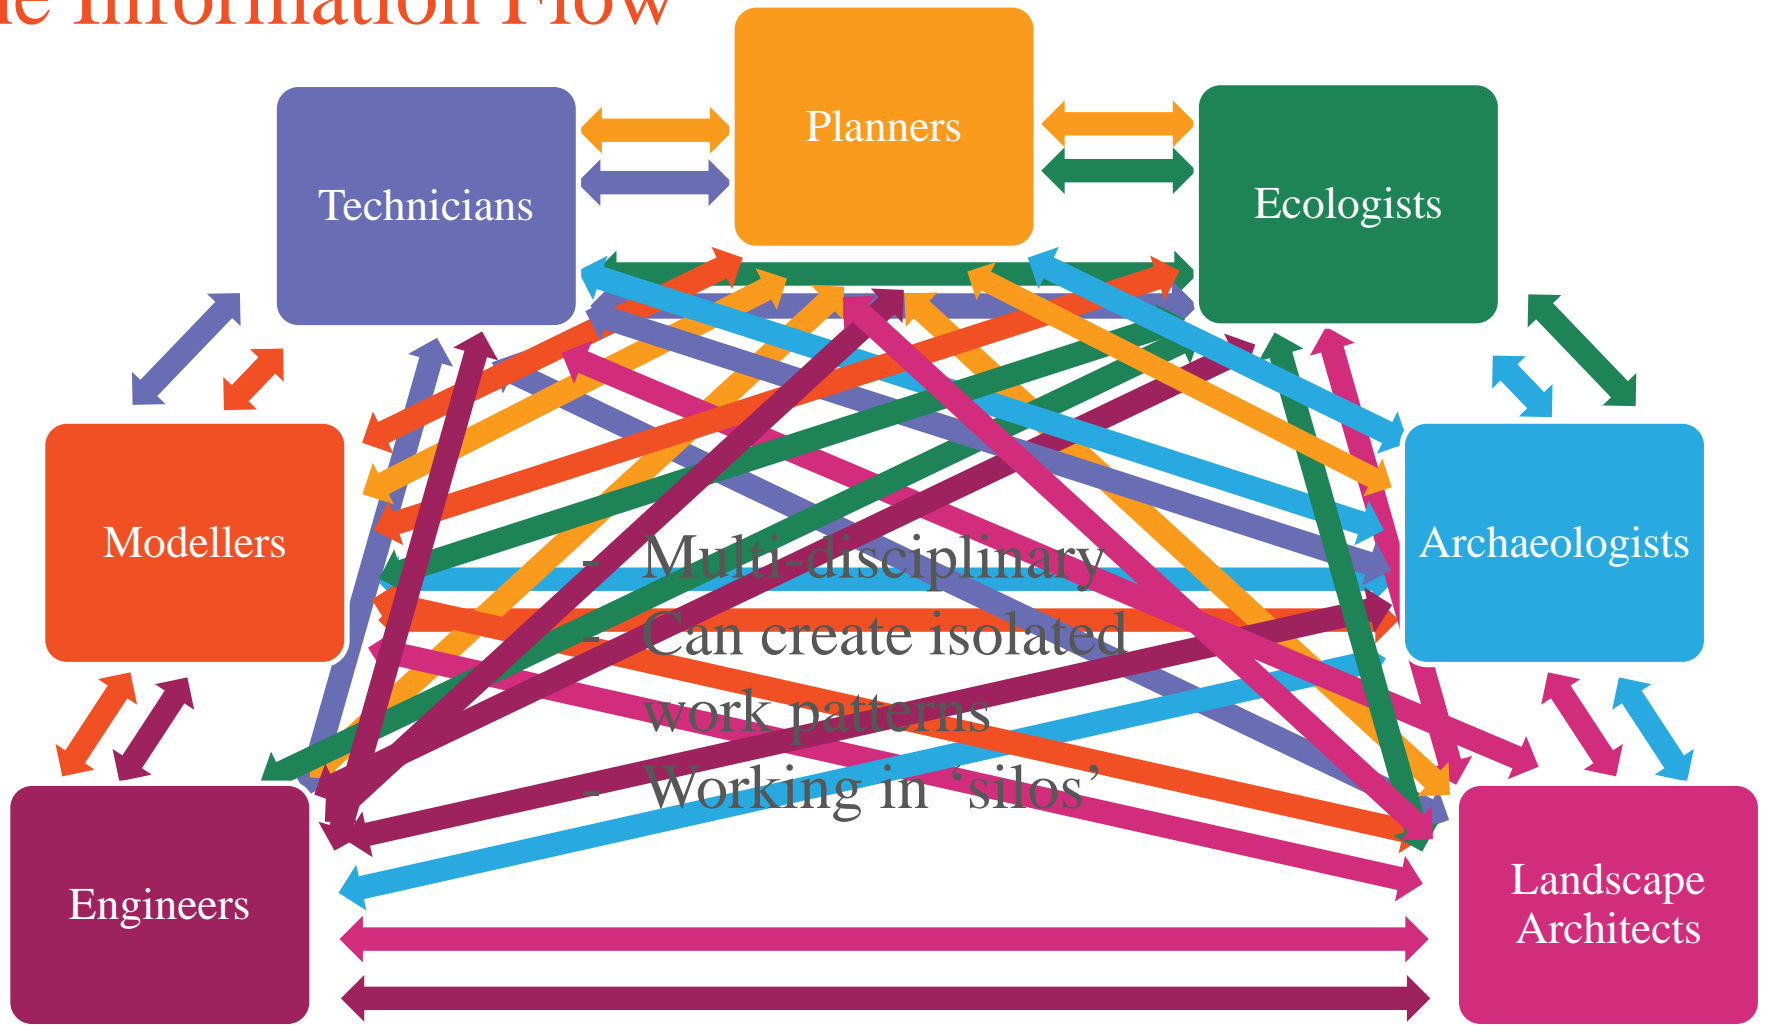 Information Flow
Planners
Technicians
Ecologists
Modellers
Archaeologists
- Multi-disciplinary
- Can create isolated
work patterns
- Working in ‘silos’
Engineers
Landscape
Architects